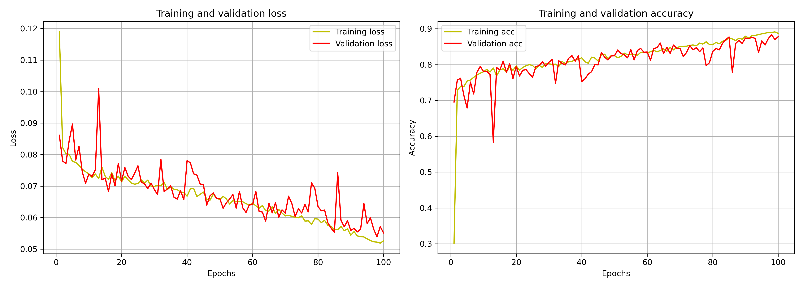 Training and validation loss
Training loss
Validation loss
0.12
0.11
0.10
0.09
0.08
0.07
0.06
0.05
Loss
0
20
40
60
80
100
Epochs
Training and validation accuracy
Training acc
Validation acc
0.9
0.8
0.7
0.6
0.5
0.4
0.3
Accuracy
0
20
40
60
80
100
Epochs